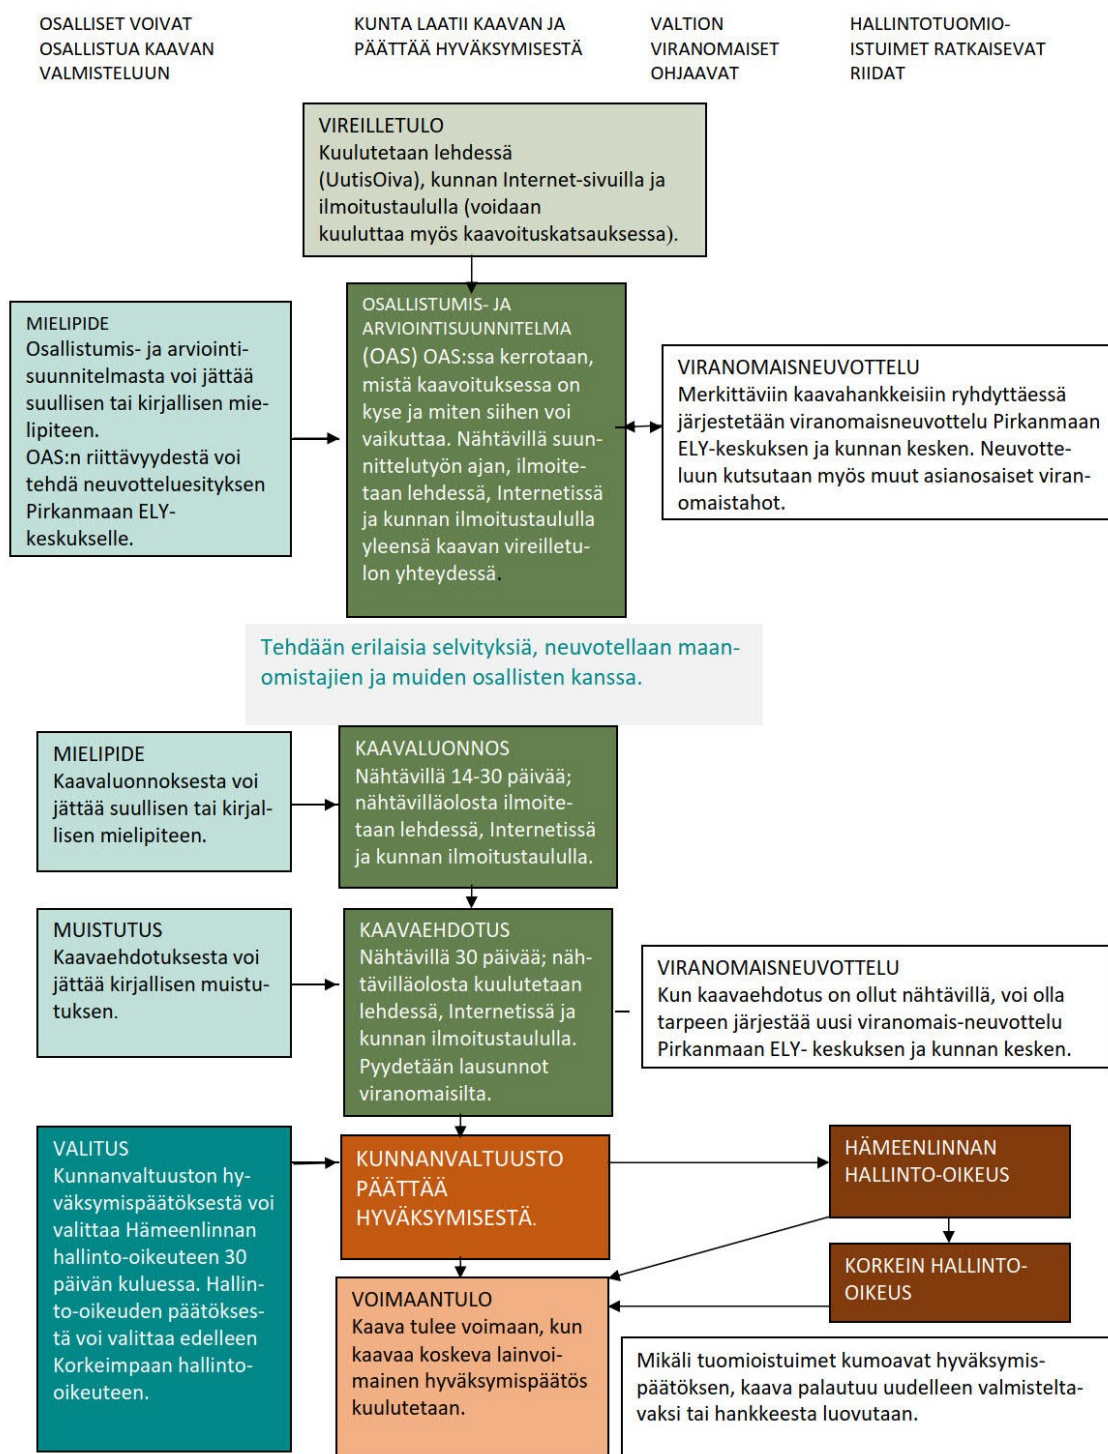 OSALLISET VOIVAT
OSALLISTUA KAAVAN
VALMISTELUUN
KUNTA LAATII KAAVAN JA
PÄÄTTÄÄ HYVÄKSYMISESTÄ
VALTION
VIRANOMAISET
OHJAAVAT
HALLINTOTUOMIO-
ISTUIMET RATKAISEVAT
RIIDAT
VIREILLETULO
Kuulutetaan lehdessä
(UutisOiva), kunnan Internet-sivuilla ja
ilmoitustaululla (voidaan
kuuluttaa myös kaavoituskatsauksessa).
MIELIPIDE
Osallistumis- ja arviointi-
suunnitelmasta voi jättää
suullisen tai kirjallisen mie-
lipiteen.
OAS:n riittävyydestä voi
tehdä neuvotteluesityksen
Pirkanmaan ELY-
keskukselle.
OSALLISTUMIS- JA
ARVIOINTISUUNNITELMA
(OAS) OAS:ssa kerrotaan,
mistä kaavoituksessa on
kyse ja miten siihen voi
vaikuttaa. Nähtävillä suun-
nittelutyön ajan, ilmoite-
taan lehdessä, Internetissä
ja kunnan ilmoitustaululla
yleensä kaavan vireilletu-
lon yhteydessä.
VIRANOMAISNEUVOTTELU
Merkittäviin kaavahankkeisiin ryhdyttäessä
järjestetään viranomaisneuvottelu Pirkanmaan
ELY-keskuksen ja kunnan kesken. Neuvotte-
luun kutsutaan myös muut asianosaiset viran-
omaistahot.
Tehdään erilaisia selvityksiä, neuvotellaan maan-
omistajien ja muiden osallisten kanssa.
MIELIPIDE
Kaavaluonnoksesta voi
jättää suullisen tai kirjal-
lisen mielipiteen.
KAAVALUONNOS
Nähtävillä 14-30 päivää;
nähtävilläolosta ilmoite-
taan lehdessä, Internetissä
ja kunnan ilmoitustaululla.
MUISTUTUS
Kaavaehdotuksesta voi
jättää kirjallisen muistu-
tuksen.
KAAVAEHDOTUS
Nähtävillä 30 päivää; näh-
tävilläolosta kuulutetaan
lehdessä, Internetissä ja
kunnan ilmoitustaululla.
Pyydetään lausunnot
viranomaisilta.
VIRANOMAISNEUVOTTELU
Kun kaavaehdotus on ollut nähtävillä, voi olla
tarpeen järjestää uusi viranomais-neuvottelu
Pirkanmaan ELY- keskuksen ja kunnan kesken.
VALITUS
Kunnanvaltuuston hy-
väksymispäätöksestä voi
valittaa Hämeenlinnan
hallinto-oikeuteen 30
päivän kuluessa. Hallin-
to-oikeuden päätökses-
tä voi valittaa edelleen
Korkeimpaan hallinto-
oikeuteen.
KUNNANVALTUUSTO
PÄÄTTÄÄ
HYVÄKSYMISESTÄ.
HÄMEENLINNAN
HALLINTO-OIKEUS
KORKEIN HALLINTO-
OIKEUS
VOIMAANTULO
Kaava tulee voimaan, kun
kaavaa koskeva lainvoi-
mainen hyväksymispäätös
kuulutetaan.
Mikäli tuomioistuimet kumoavat hyväksymis-
päätöksen, kaava palautuu uudelleen valmistelta-
vaksi tai hankkeesta luovutaan.